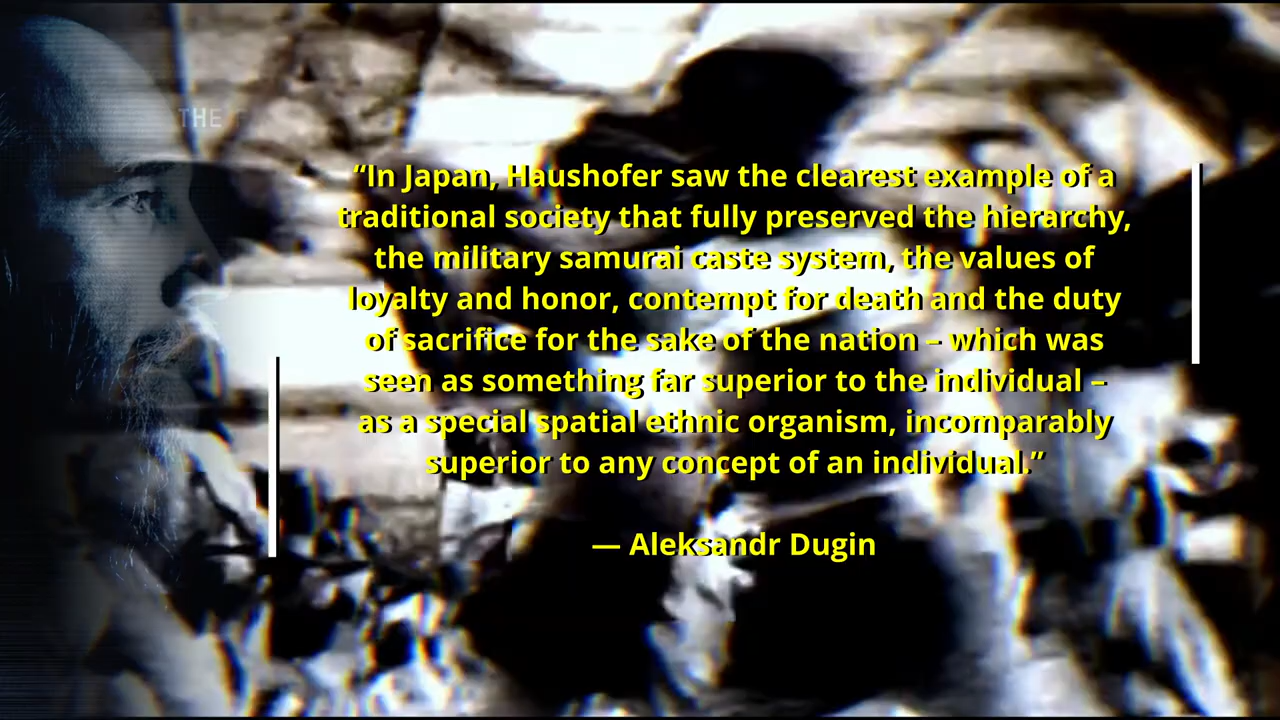 THE
“In Japan, Haushofer saw the clearest example of a
traditional society that fully preserved the hierarchy,
the military samurai caste system, the values of
loyalty and honor, contempt for death and the duty
of sacrifice for the sake of the nation – which was
seen as something far superior to the individual –
as a special spatial ethnic organism, incomparably
superior to any concept of an individual.”
— Aleksandr Dugin